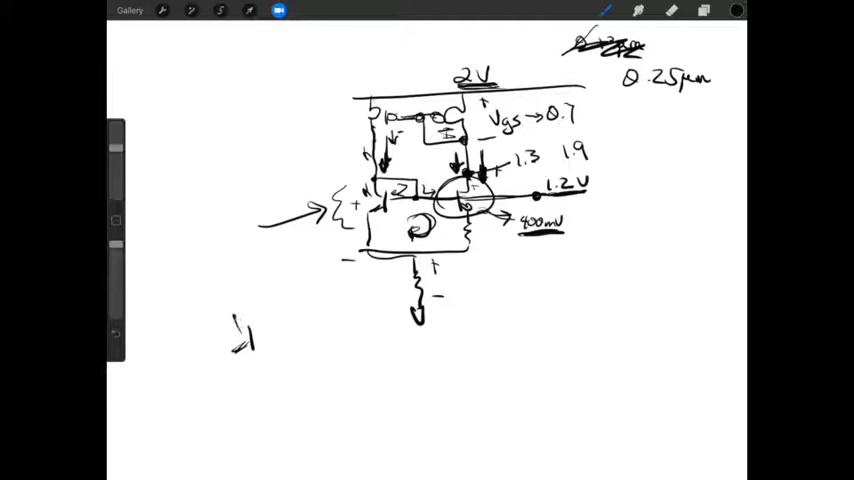 Gallery
0.25µm
2V
+
Vgs → 0.7
−
1.3 1.9
+
1.2V
+
400mV
−
+
−